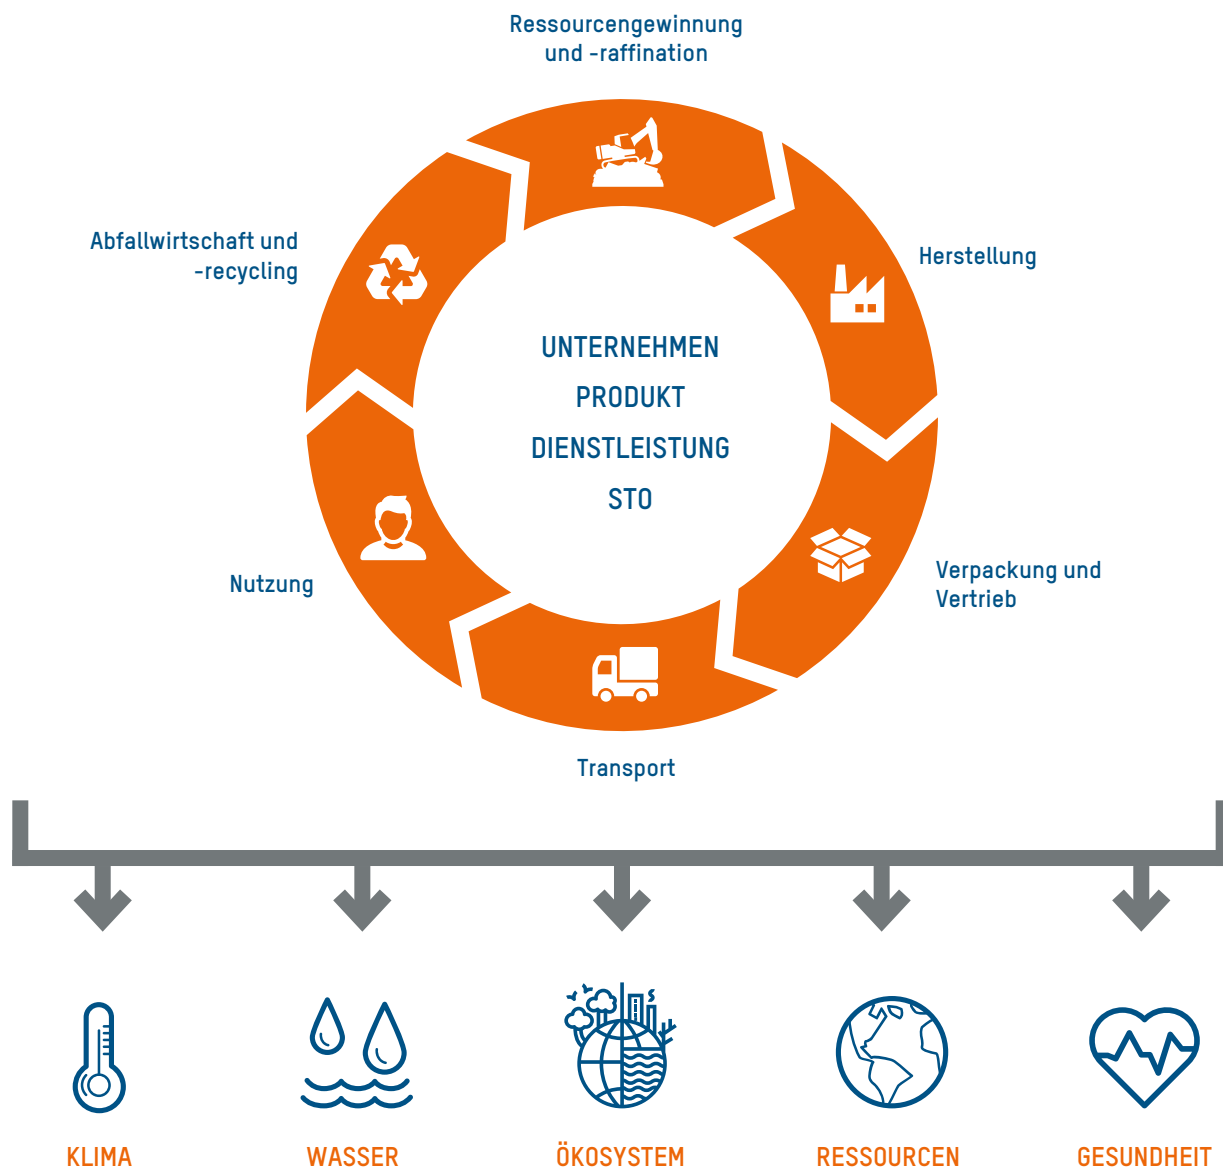 Ressourcengewinnung
und -raffination
Abfallwirtschaft und
-recycling
Herstellung
UNTERNEHMEN
PRODUKT
DIENSTLEISTUNG
STO
Nutzung
Verpackung und
Vertrieb
Transport
KLIMA
WASSER
ÖKOSYSTEM
RESSOURCEN
GESUNDHEIT